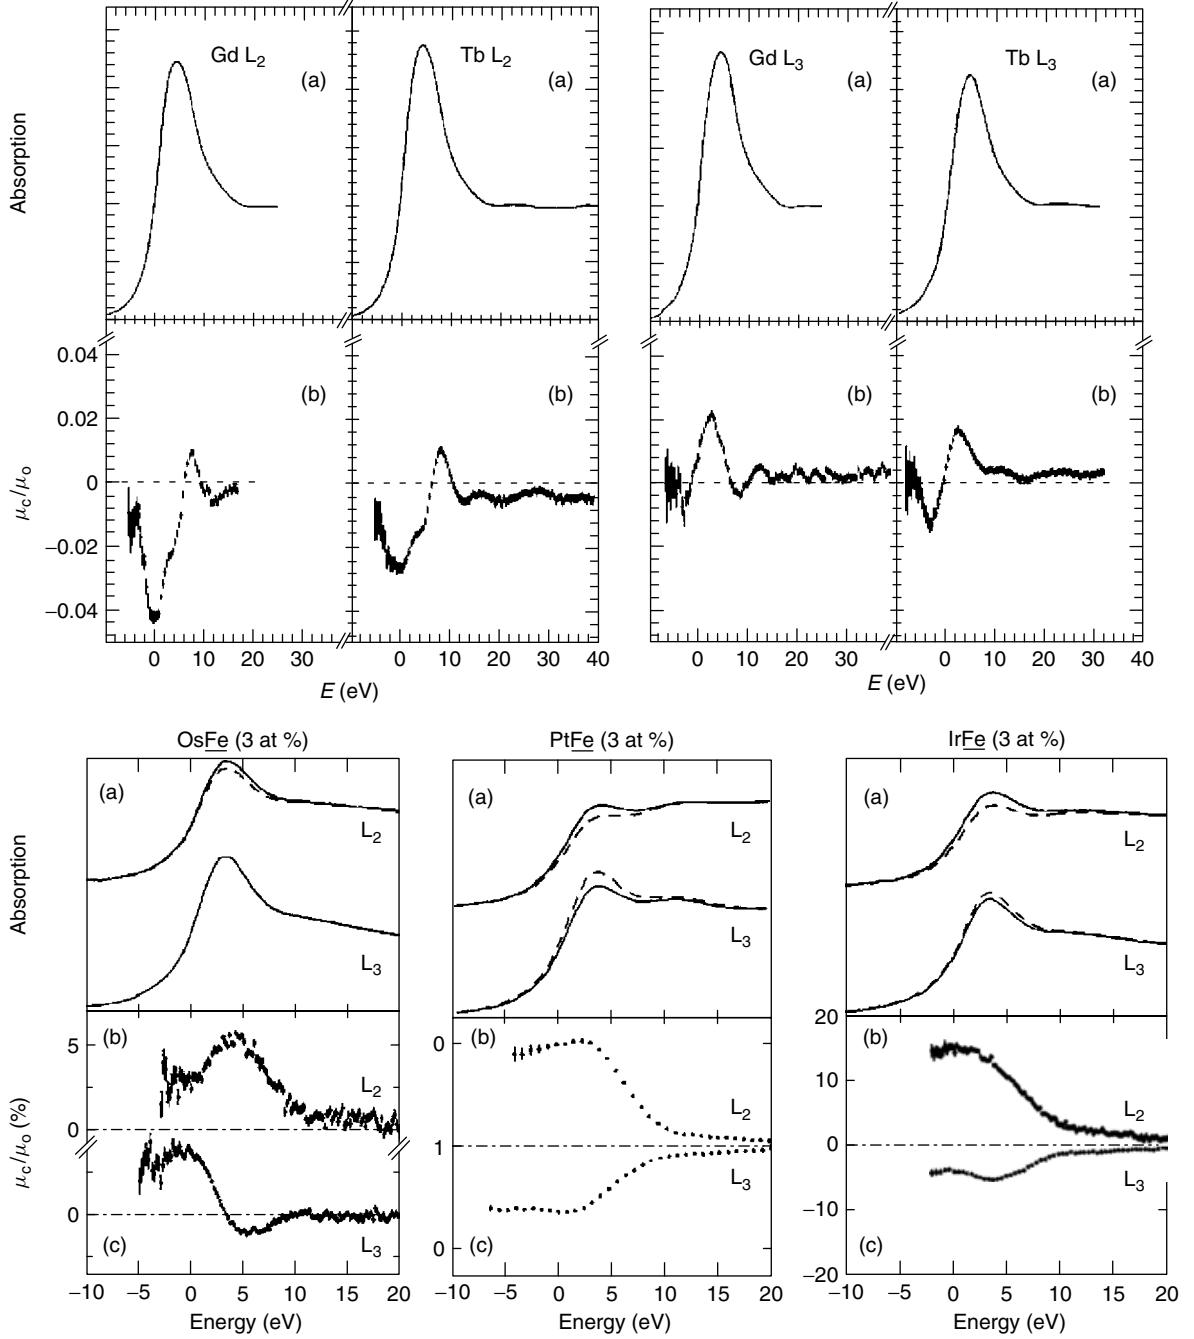 Gd L2 Tb L2 Gd L3 Tb L3
(a) (a) (a) (a)
Absorption
(b) (b) (b) (b)
0.04
0.02
0
−0.02
−0.04
μc/μo
0 10 20 30 0 10 20 30 40 0 10 20 30 0 10 20 30 40
E (eV) E (eV)
OsFe (3 at %) PtFe (3 at %) IrFe (3 at %)
(a) (a) (a)
L2 L2 L2
Absorption
L3 L3 L3
20
(b) (b) (b)
5 0 10
L2 L2 L2
0 1 0
μc/μo (%)
L3 L3
0 −10
(c) L3 (c) 0 (c)
−20
−10 −5 0 5 10 15 20 −10 −5 0 5 10 15 20 −10 −5 0 5 10 15 20
Energy (eV) Energy (eV) Energy (eV)